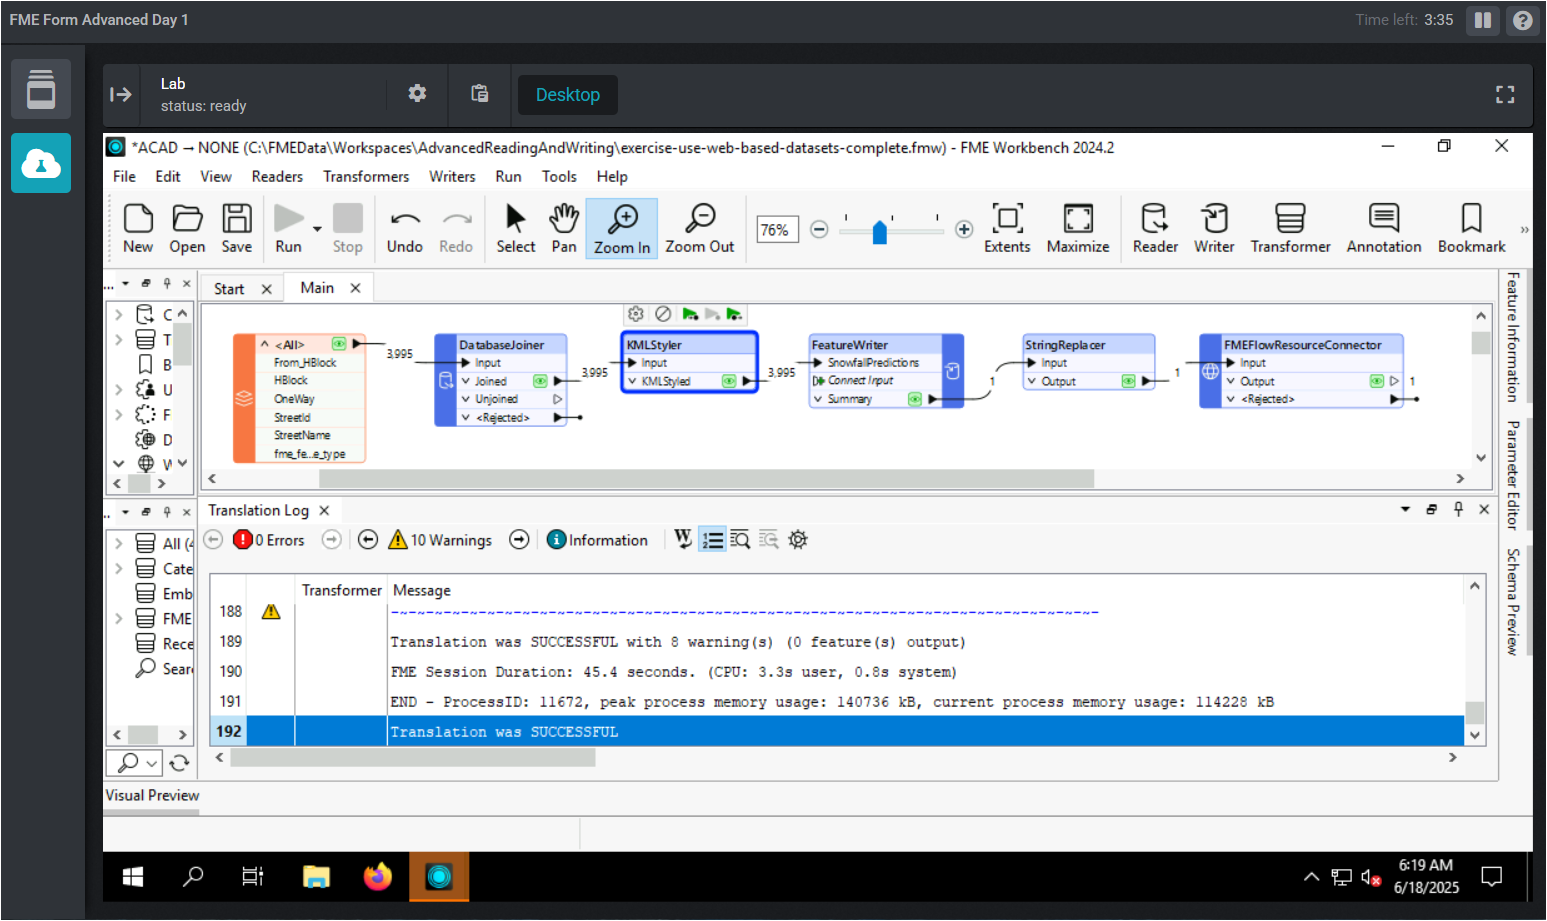 FME Form Advanced Day 1
Time left: 3:35
Lab
status: ready
Desktop
*ACAD → NONE (C:\FMEData\Workspaces\AdvancedReadingAndWriting\exercise-use-web-based-datasets-complete.fmw) - FME Workbench 2024.2
File Edit View Readers Transformers Writers Run Tools Help
New Open Save Run Stop Undo Redo Select Pan Zoom In Zoom Out 76% Extents Maximize Reader Writer Transformer Annotation Bookmark »
Start Main
C
T
B
U
F
D
W
<All>
From_HBlock
HBlock
OneWay
StreetId
StreetName
fme_fe...e_type
3,995
DatabaseJoiner
Input
Joined
Unjoined
<Rejected>
3,995
KMLStyler
Input
KMLStyled
3,995
FeatureWriter
SnowfallPredictions
Connect Input
Summary
1
StringReplacer
Input
Output
1
FMEFlowResourceConnector
Input
Output
<Rejected>
1
Feature Information
Parameter Editor
Schema Preview
All (4
Cate
Emb
FME
Rece
Sear
Translation Log
0 Errors 10 Warnings Information
Transformer Message
188 -~-~-~-~-~-~-~-~-~-~-~-~-~-~-~-~-~-~-~-~-~-~-~-~-~-~-~-~-~-~-~-~-~-~-~-~-~-~-
189 Translation was SUCCESSFUL with 8 warning(s) (0 feature(s) output)
190 FME Session Duration: 45.4 seconds. (CPU: 3.3s user, 0.8s system)
191 END - ProcessID: 11672, peak process memory usage: 140736 kB, current process memory usage: 114228 kB
192 Translation was SUCCESSFUL
Visual Preview
6:19 AM
6/18/2025